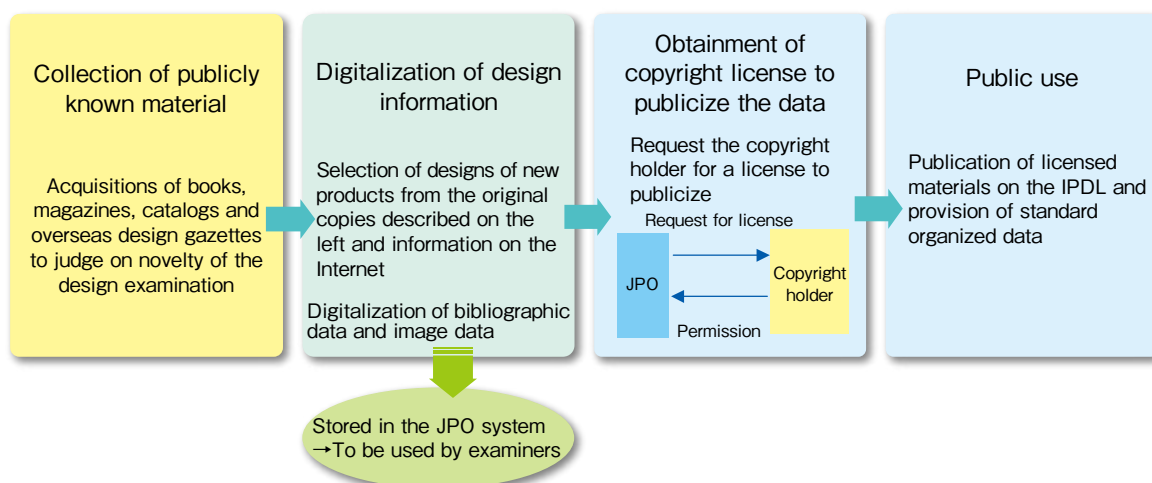 Collection of publicly
known material
Acquisitions of books,
magazines, catalogs and
overseas design gazettes
to judge on novelty of the
design examination
Digitalization of design
information
Selection of designs of new
products from the original
copies described on the
left and information on the
Internet
Digitalization of bibliographic
data and image data
Stored in the JPO system
→To be used by examiners
Obtainment of
copyright license to
publicize the data
Request the copyright
holder for a license to
publicize
Request for license
JPO
Copyright
holder
Permission
Public use
Publication of licensed
materials on the IPDL and
provision of standard
organized data